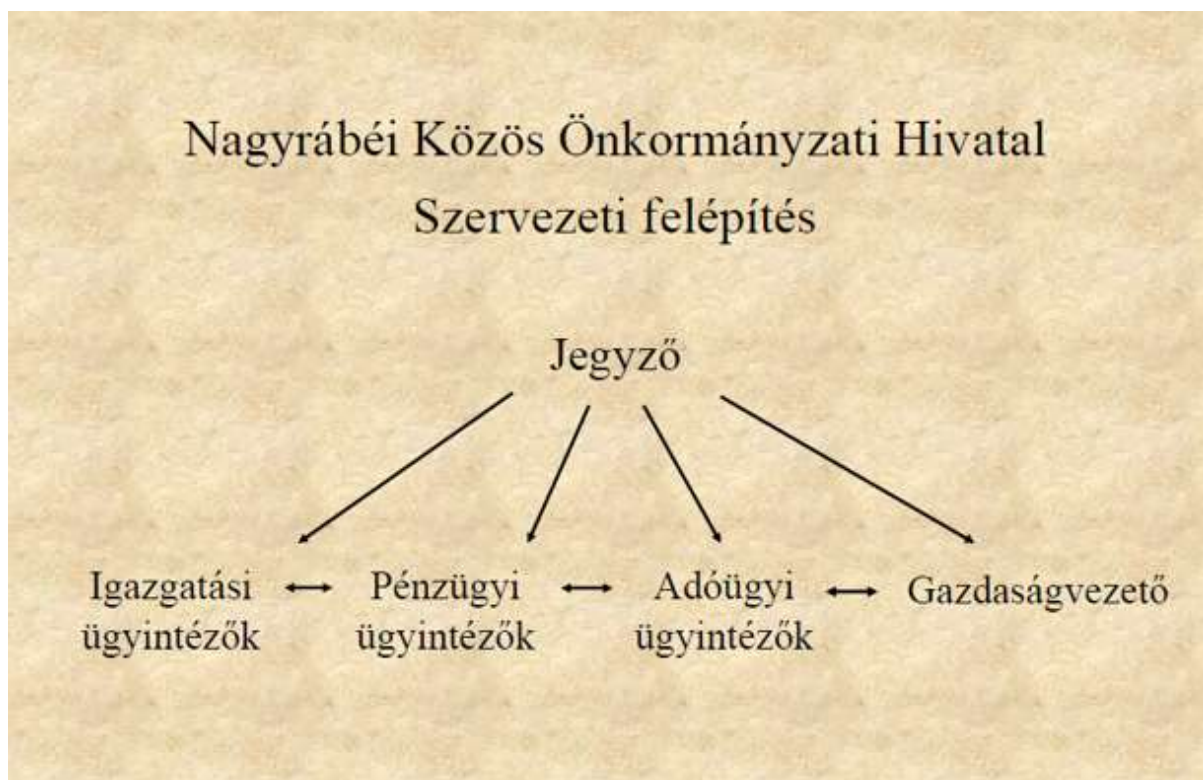 Nagyrábéi Közös Önkormányzati Hivatal
Szervezeti felépítés
Jegyző
Igazgatási
ügyintézők
Pénzügyi
ügyintézők
Adóügyi
ügyintézők
Gazdaságvezető